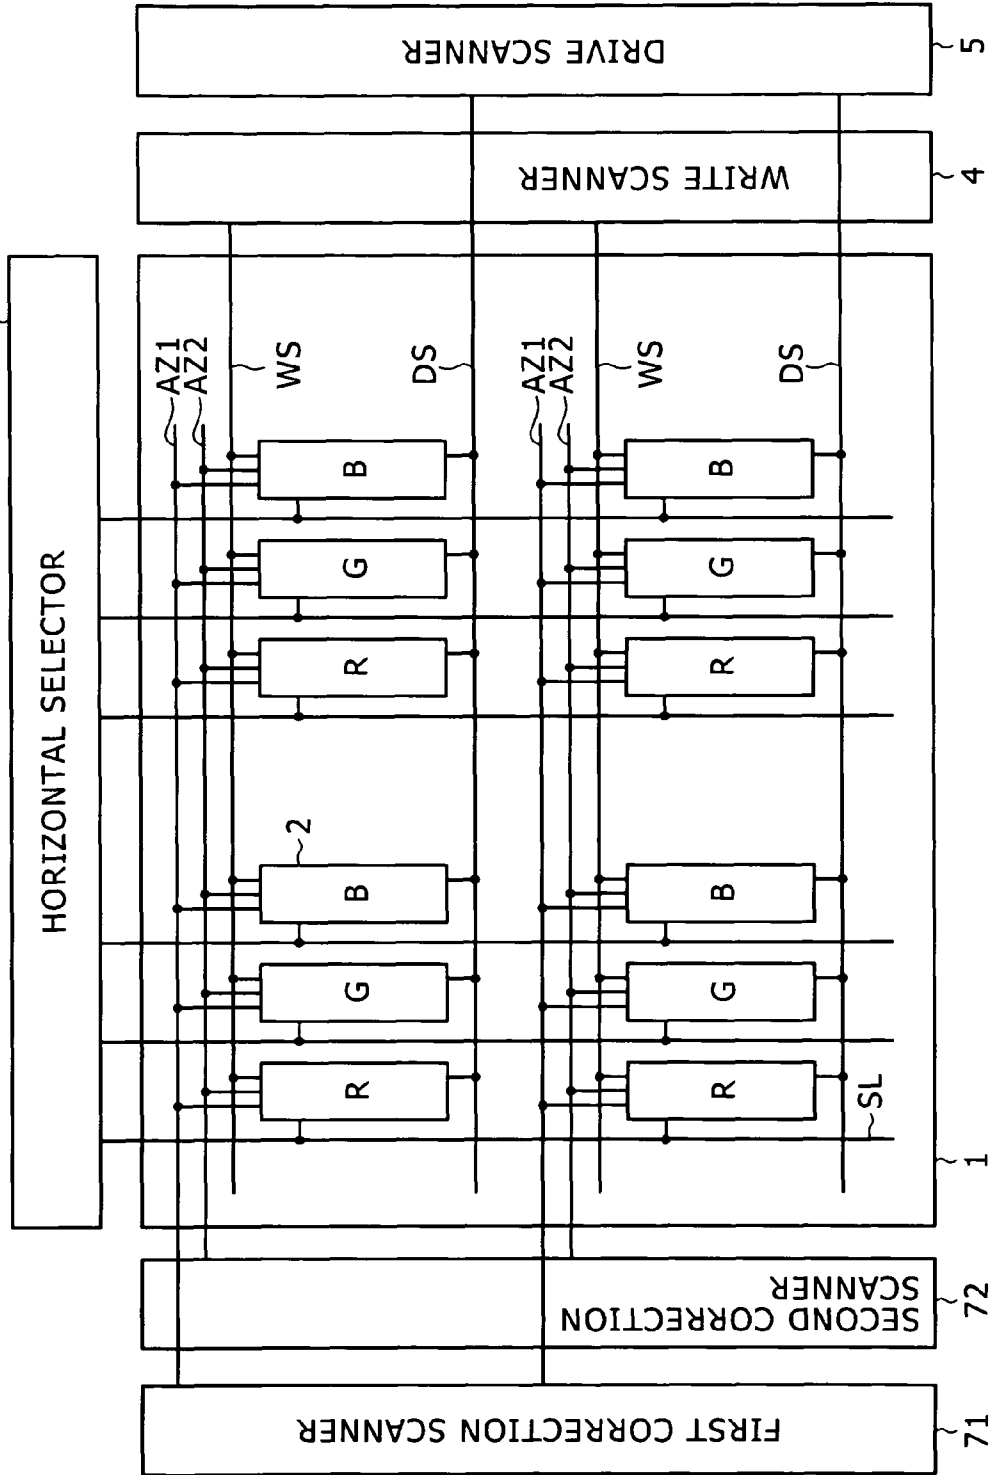 HORIZONTAL SELECTOR
FIRST CORRECTION SCANNER
71
SECOND CORRECTION
SCANNER
72
WRITE SCANNER
4
DRIVE SCANNER
5
AZ1
AZ2
WS
DS
R
G
B
2
R
G
B
AZ1
AZ2
WS
DS
R
G
B
R
G
B
SL
1